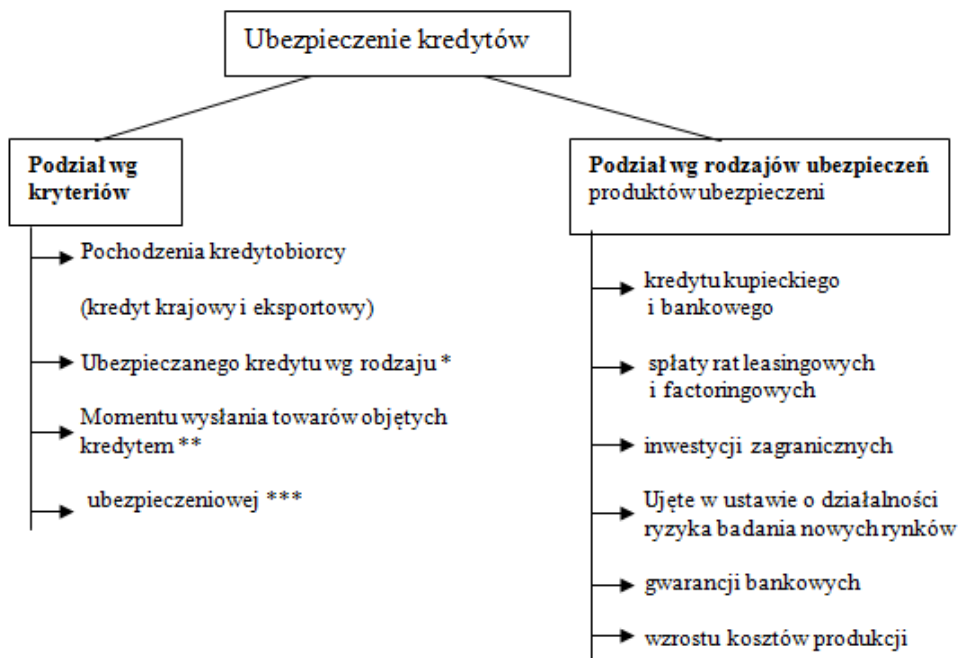 Ubezpieczenie kredytów
Podział wg
kryteriów
Pochodzenia kredytobiorcy
(kredyt krajowy i eksportowy)
Ubezpieczanego kredytu wg rodzaju *
Momentu wysłania towarów objętych
kredytem **
ubezpieczeniowej ***
Podział wg rodzajów ubezpieczeń
produktów ubezpieczeni
kredytu kupieckiego
i bankowego
spłaty rat leasingowych
i factoringowych
inwestycji zagranicznych
Ujęte w ustawie o działalności
ryzyka badania nowych rynków
gwarancji bankowych
wzrostu kosztów produkcji